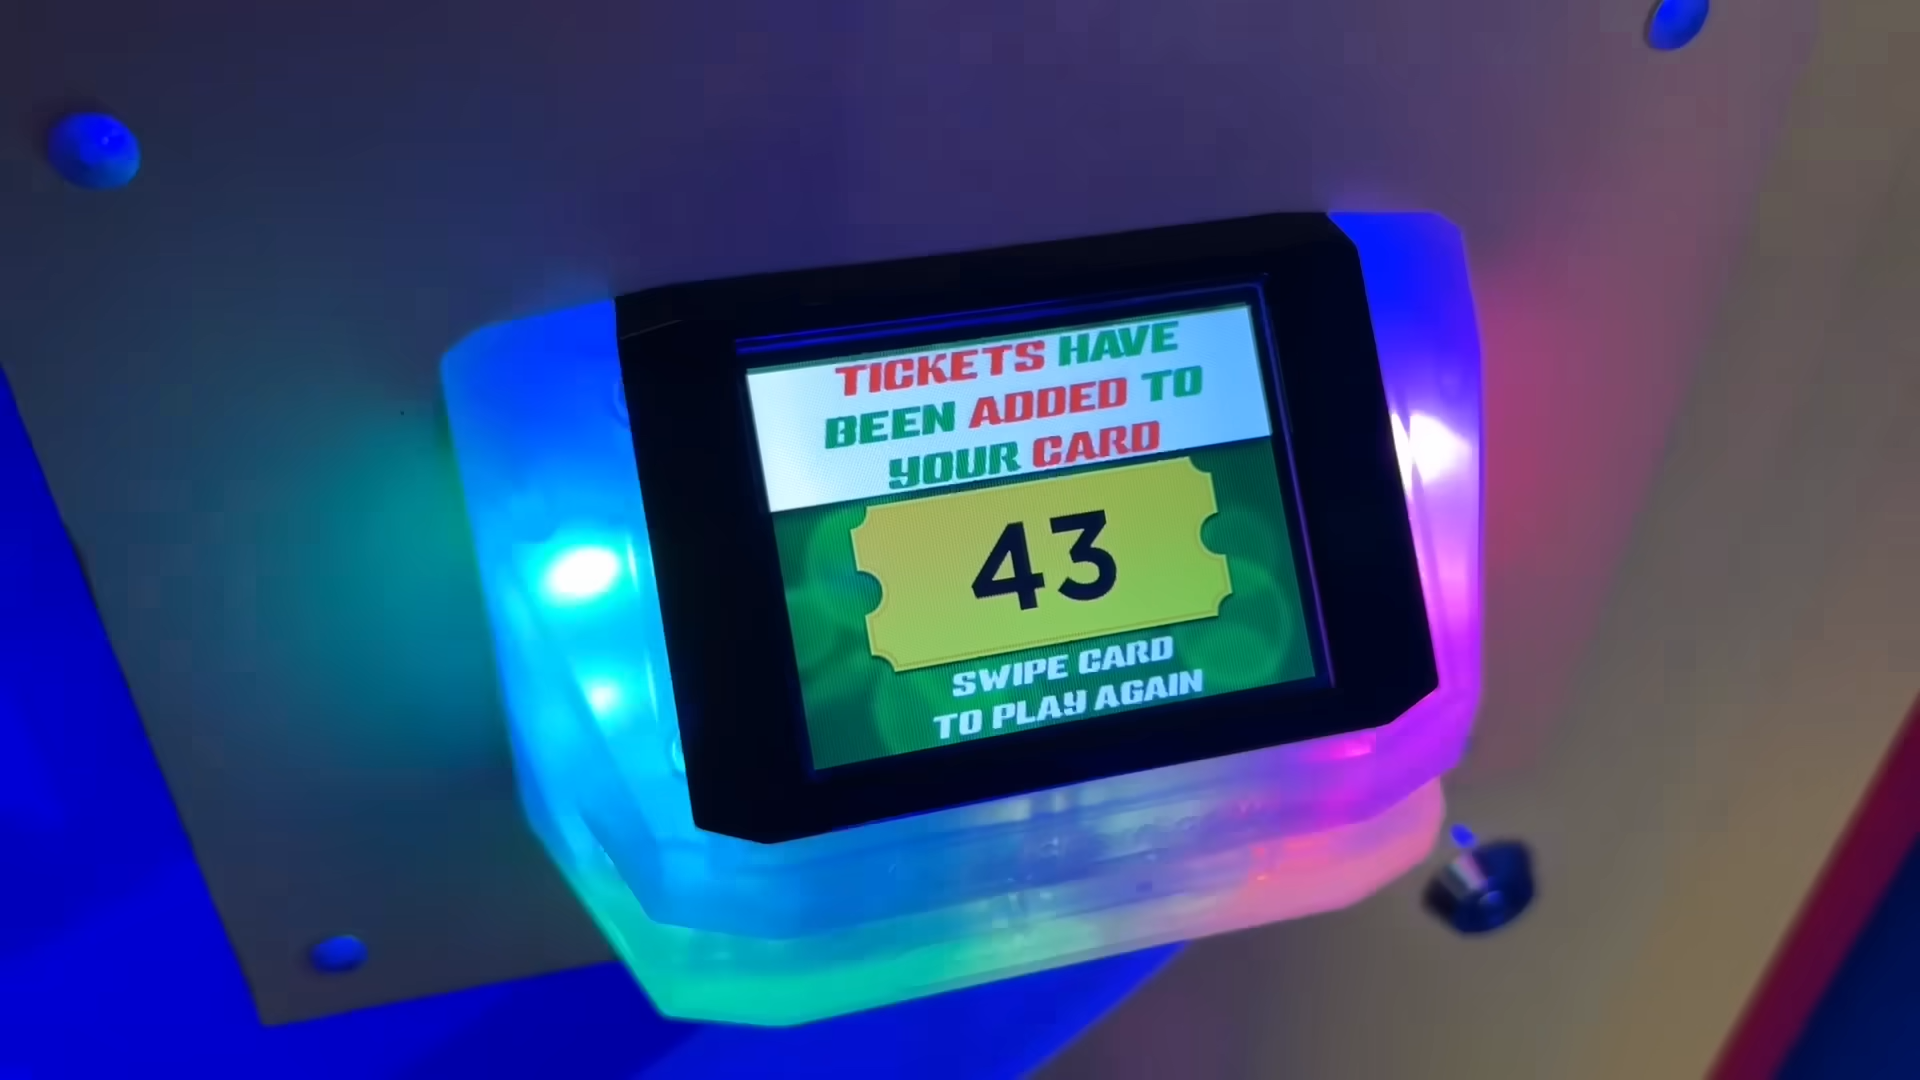 TICKETS HAVE
BEEN ADDED TO
YOUR CARD
43
SWIPE CARD
TO PLAY AGAIN